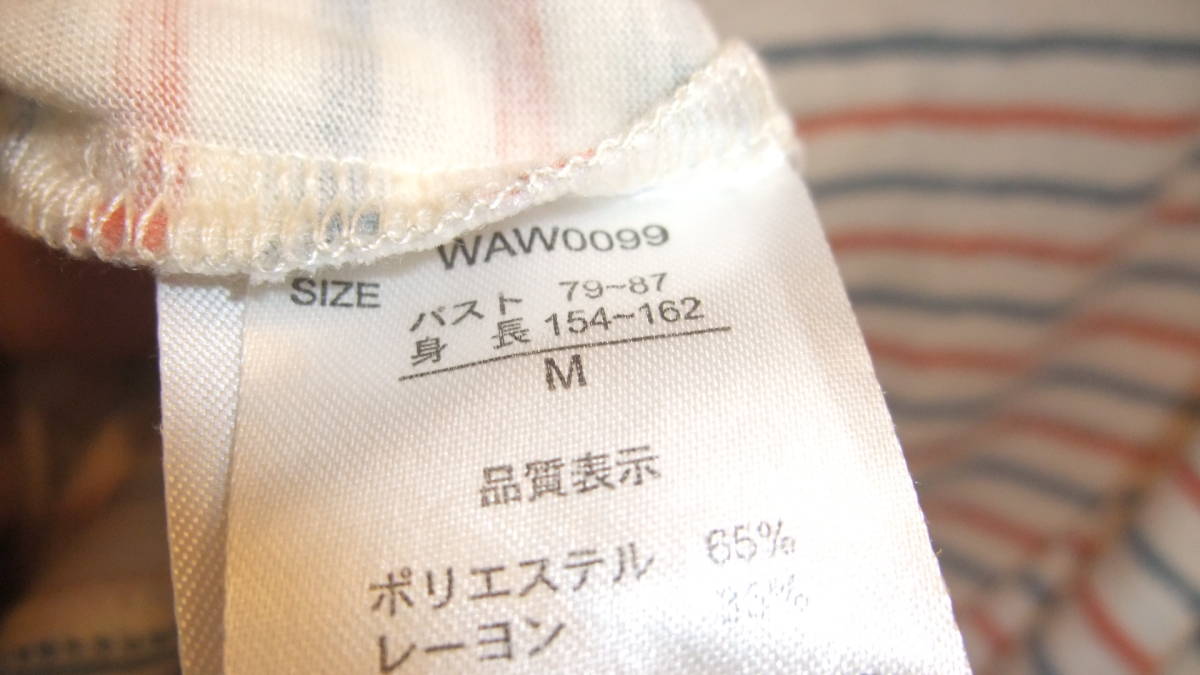 WAW0099
SIZE バスト 79~87
身長 154~162
M
品質表示
ポリエステル 65%
レーヨン 35%